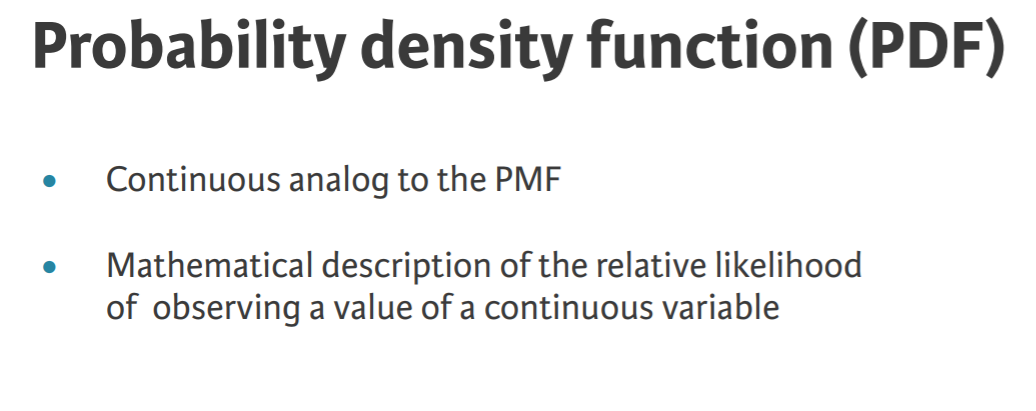 Probability density function (PDF)
• Continuous analog to the PMF
• Mathematical description of the relative likelihood
of observing a value of a continuous variable